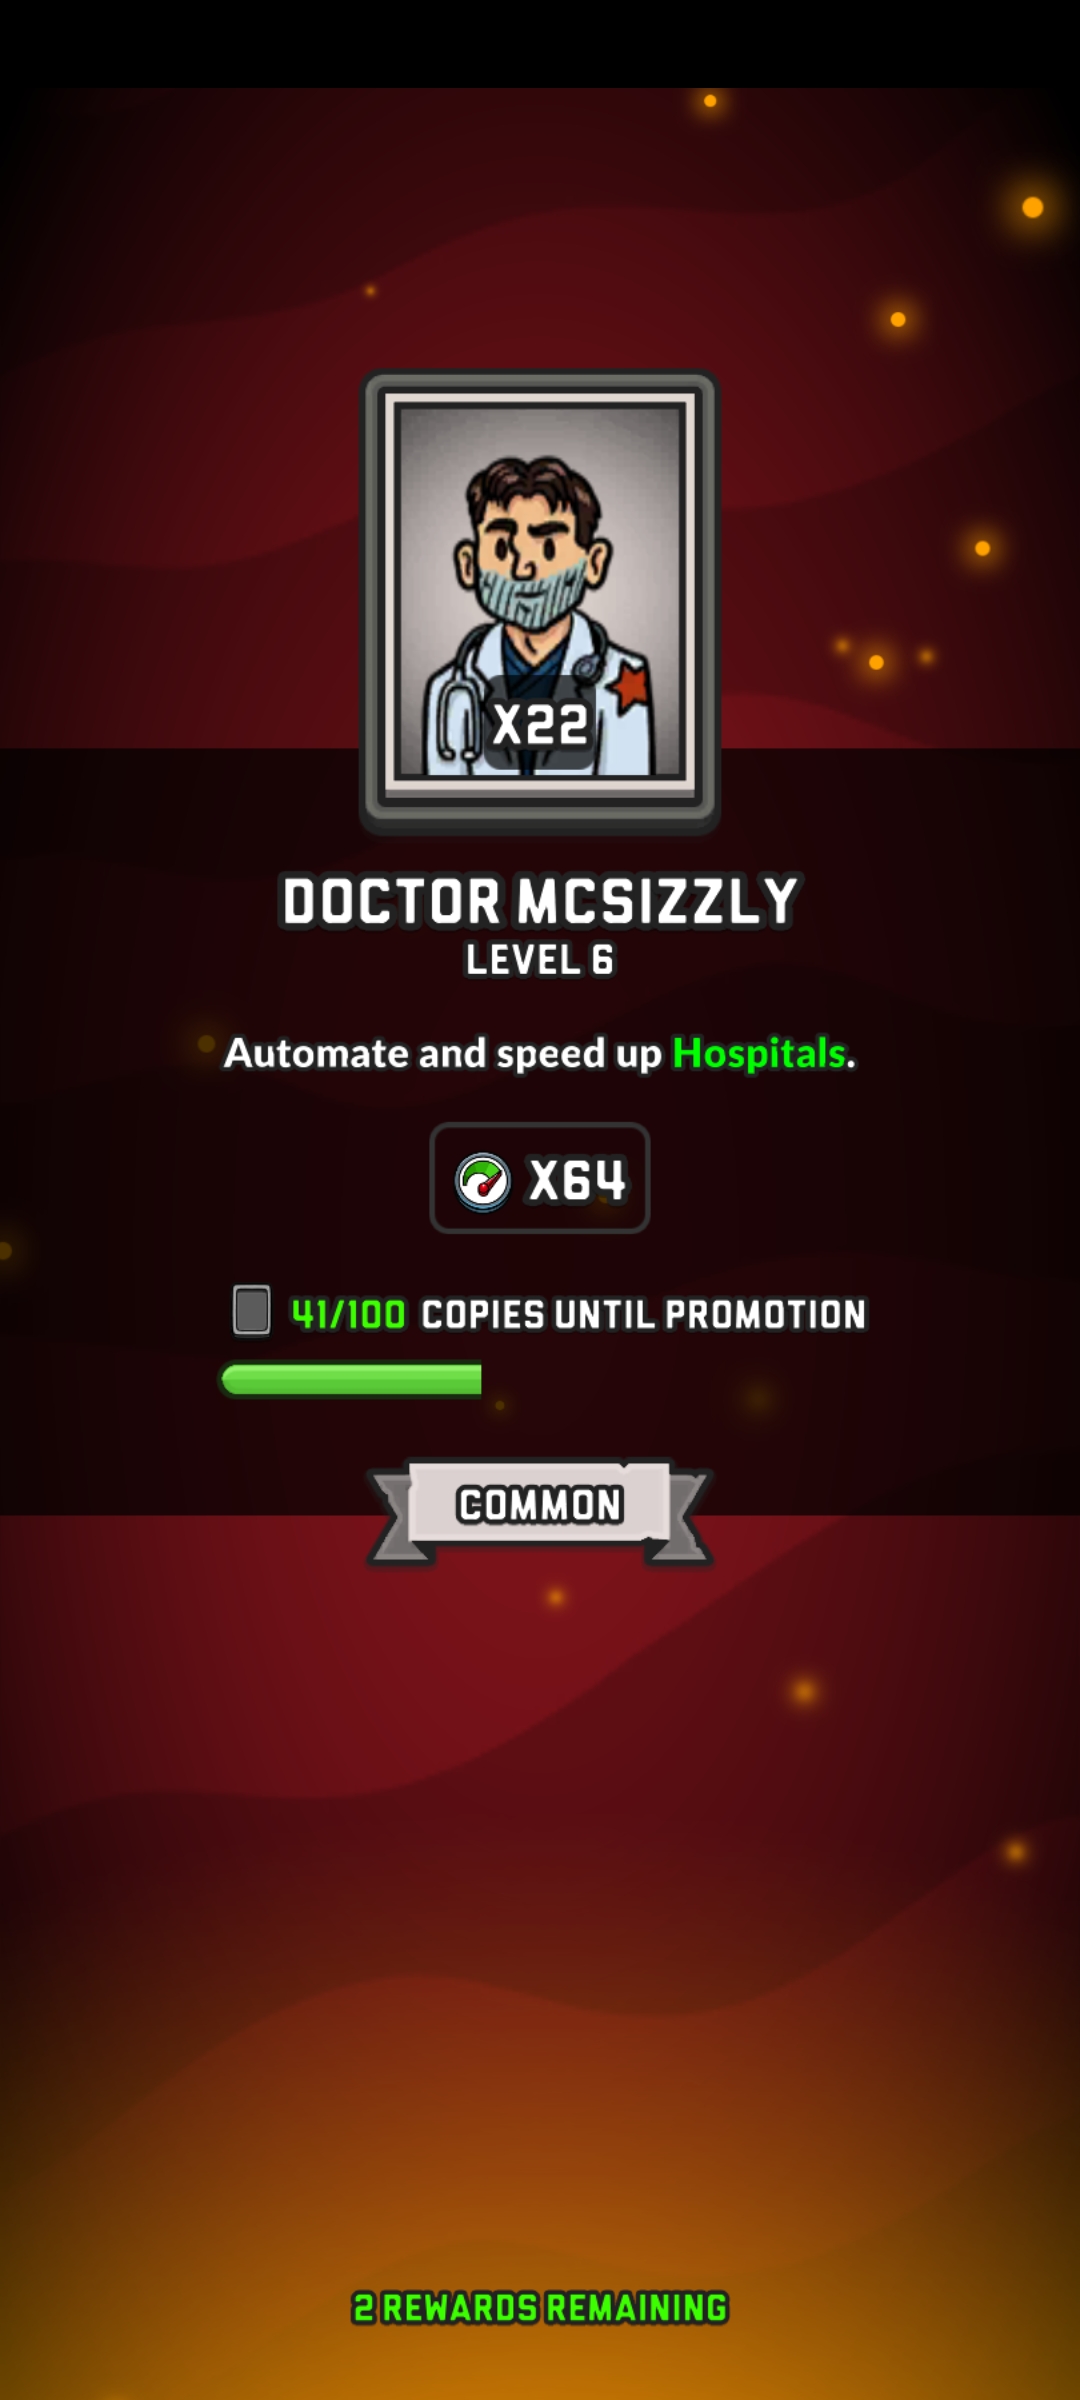 X22
DOCTOR MCSIZZLY
LEVEL 6
Automate and speed up Hospitals.
X64
41/100 COPIES UNTIL PROMOTION
COMMON
2 REWARDS REMAINING